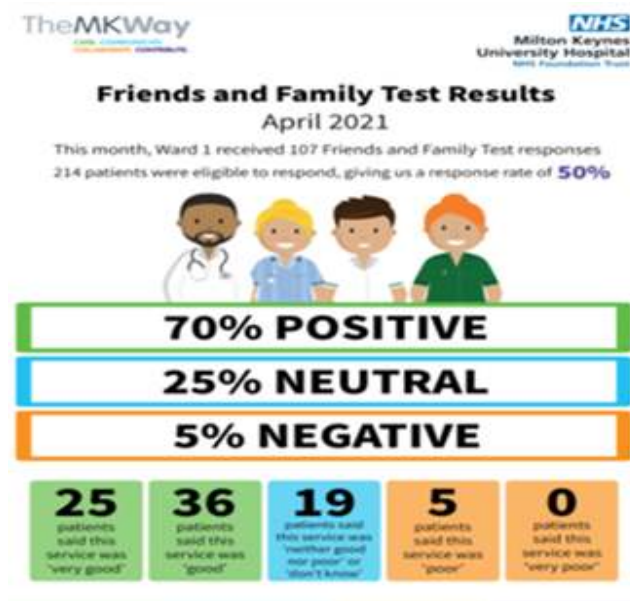 TheMKWay
CARE. COMMUNICATE.
COLLABORATE. CONTRIBUTE.
NHS
Milton Keynes
University Hospital
NHS Foundation Trust
Friends and Family Test Results
April 2021
This month, Ward 1 received 107 Friends and Family Test responses
214 patients were eligible to respond, giving us a response rate of 50%
70% POSITIVE
25% NEUTRAL
5% NEGATIVE
25
patients
said this
service was
'very good'
36
patients
said this
service was
'good'
19
patients said
this service was
'neither good
nor poor' or
'don't know'
5
patients
said this
service was
'poor'
0
patients
said this
service was
'very poor'